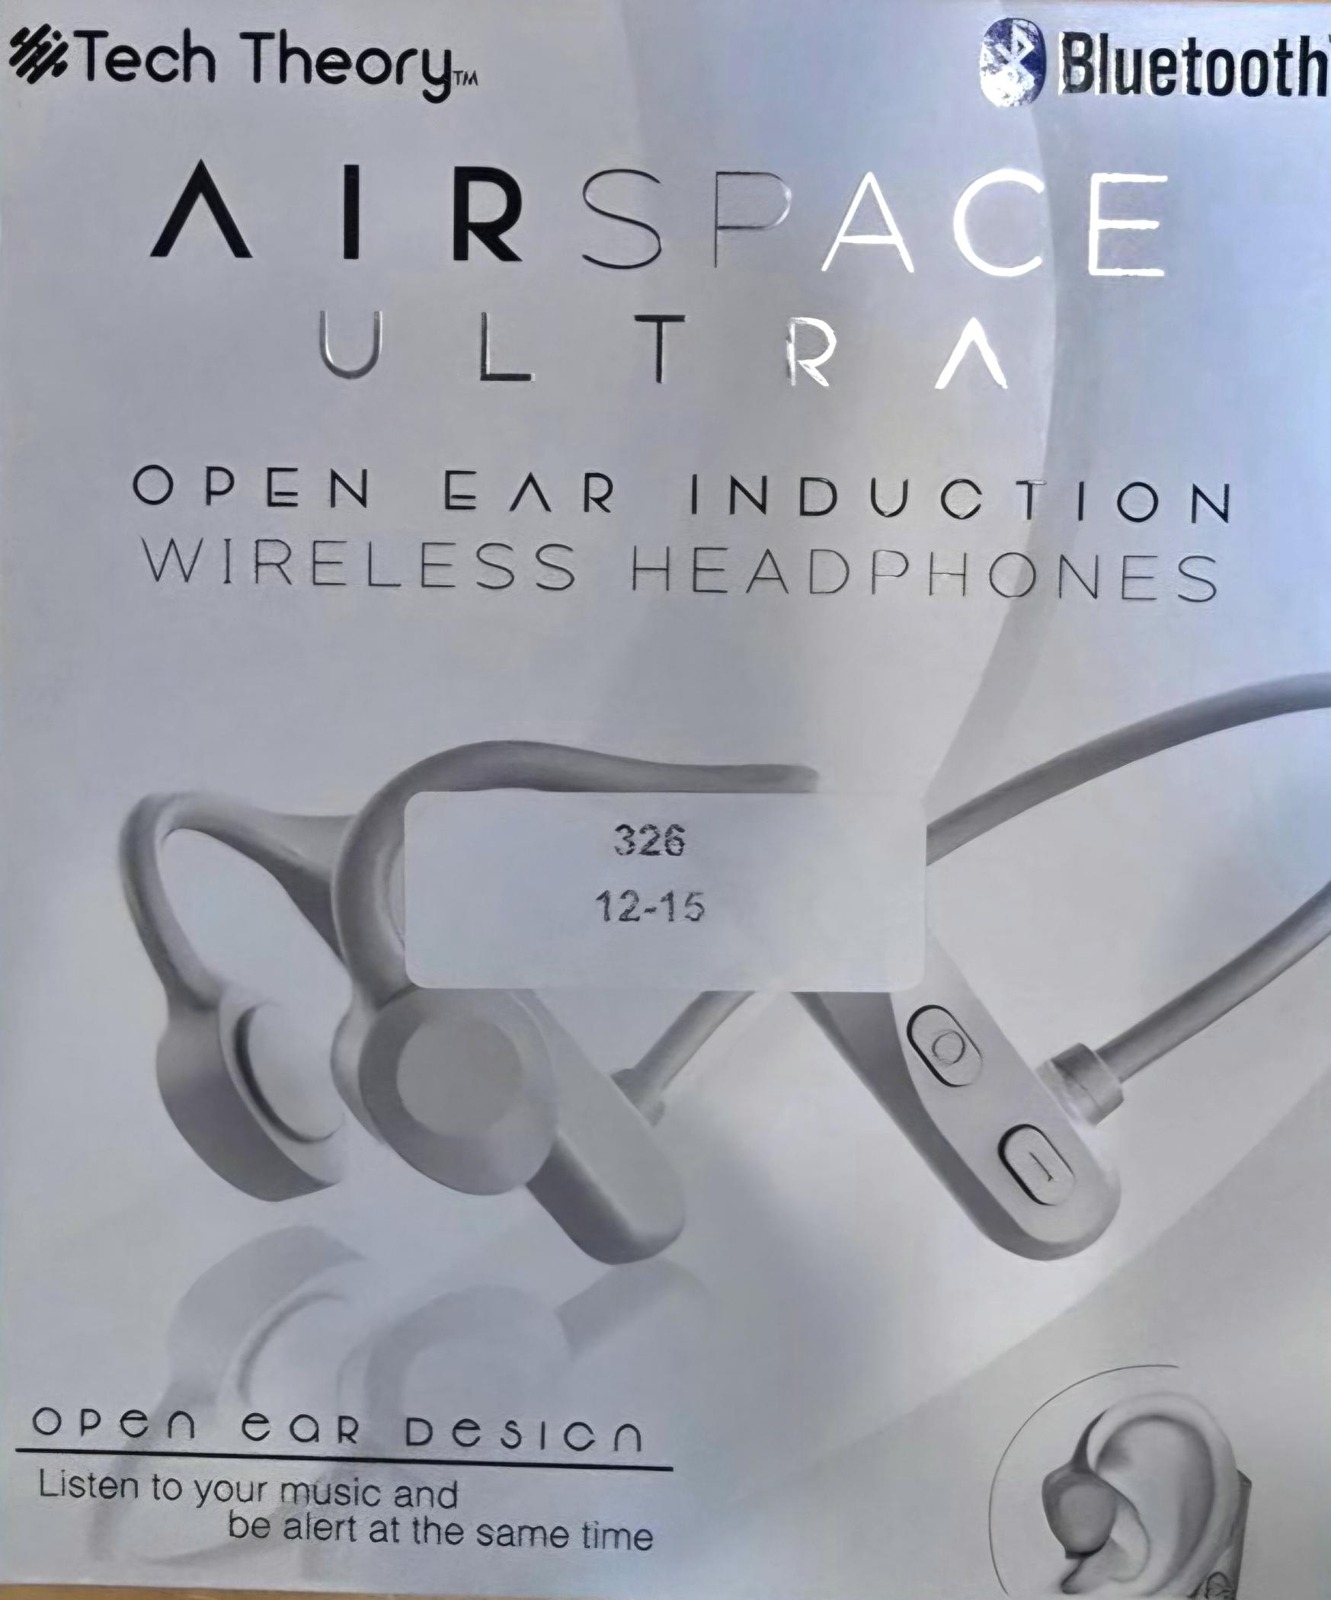 Tech Theory™
Bluetooth
AIRSPACE
ULTRA
OPEN EAR INDUCTION
WIRELESS HEADPHONES
326
12-15
open ear design
Listen to your music and
be alert at the same time